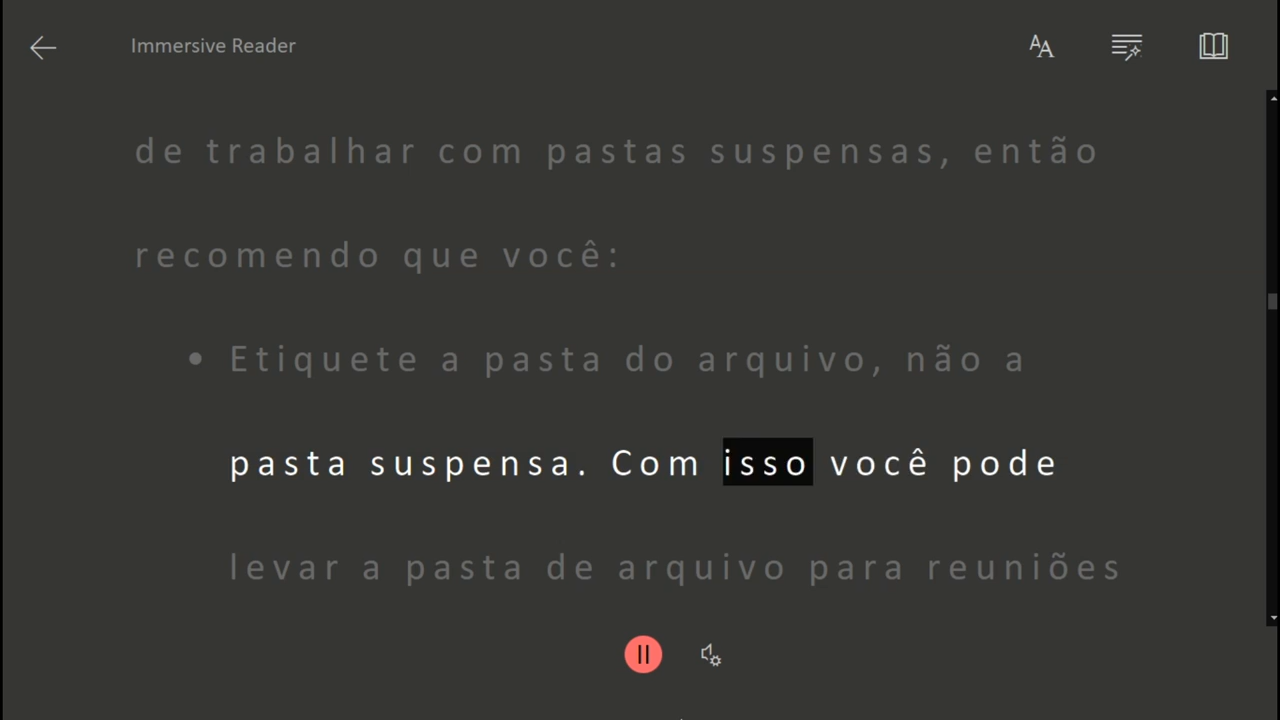 Immersive Reader
de trabalhar com pastas suspensas, então
recomendo que você:
• Etiquete a pasta do arquivo, não a
pasta suspensa. Com isso você pode
levar a pasta de arquivo para reuniões